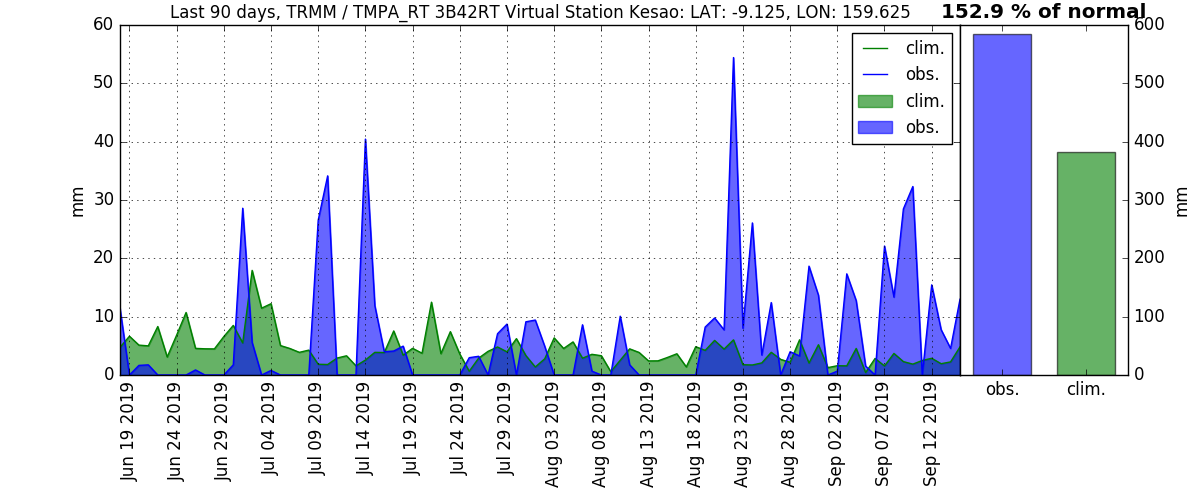 Last 90 days, TRMM / TMPA_RT 3B42RT Virtual Station Kesao: LAT: -9.125, LON: 159.625
152.9 % of normal
60
50
40
30
20
10
0
mm
clim.
obs.
clim.
obs.
600
500
400
300
200
100
0
mm
Jun 19 2019
Jun 24 2019
Jun 29 2019
Jul 04 2019
Jul 09 2019
Jul 14 2019
Jul 19 2019
Jul 24 2019
Jul 29 2019
Aug 03 2019
Aug 08 2019
Aug 13 2019
Aug 18 2019
Aug 23 2019
Aug 28 2019
Sep 02 2019
Sep 07 2019
Sep 12 2019
obs.
clim.